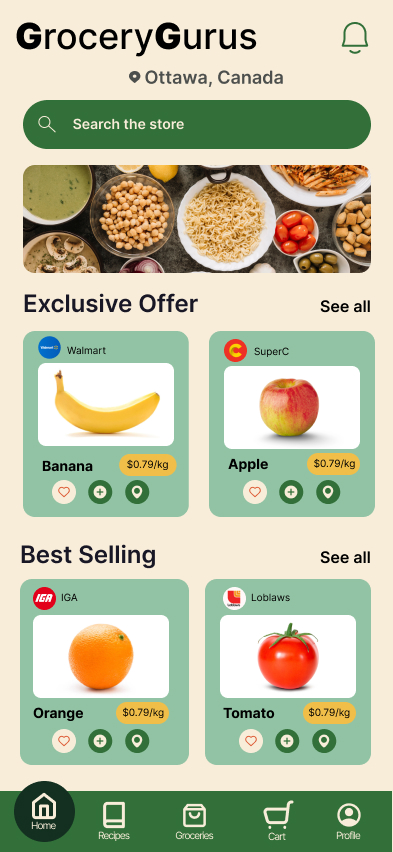 GroceryGurus
Ottawa, Canada
Search the store
Exclusive Offer
See all
Walmart
SuperC
Banana
$0.79/kg
Apple
$0.79/kg
Best Selling
See all
IGA
IGA
Loblaws
Orange
$0.79/kg
Tomato
$0.79/kg
Home
Recipes
Groceries
Cart
Profile